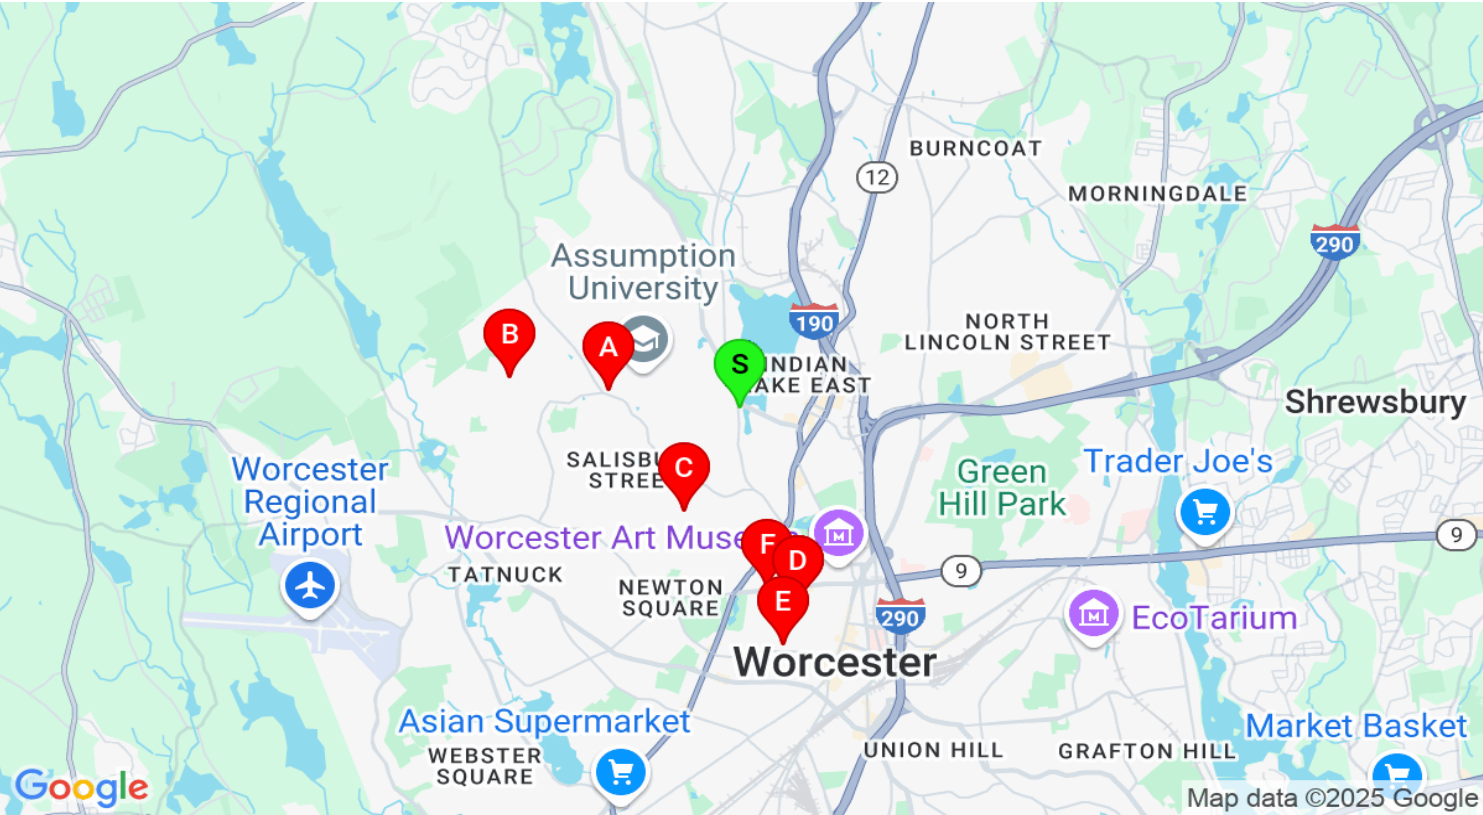 BURNCOAT
12
MORNINGDALE
290
Assumption
University
190
NORTH
LINCOLN STREET
B
A
S
INDIAN
AKE EAST
Shrewsbury
Worcester
Regional
Airport
SALISBU
STREE
C
Green
Hill Park
Trader Joe's
Worcester Art Muse
9
F
D
9
TATNUCK
NEWTON
SQUARE
E
290
EcoTarium
Worcester
Asian Supermarket
WEBSTER
SQUARE
UNION HILL
GRAFTON HILL
Market Basket
Google
Map data ©2025 Google